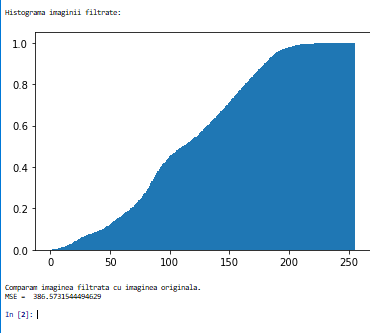 Histograma imaginii filtrate:
1.0
0.8
0.6
0.4
0.2
0.0
0 50 100 150 200 250
Comparam imaginea filtrata cu imaginea originala.
MSE = 386.5731544494629
In [2]: